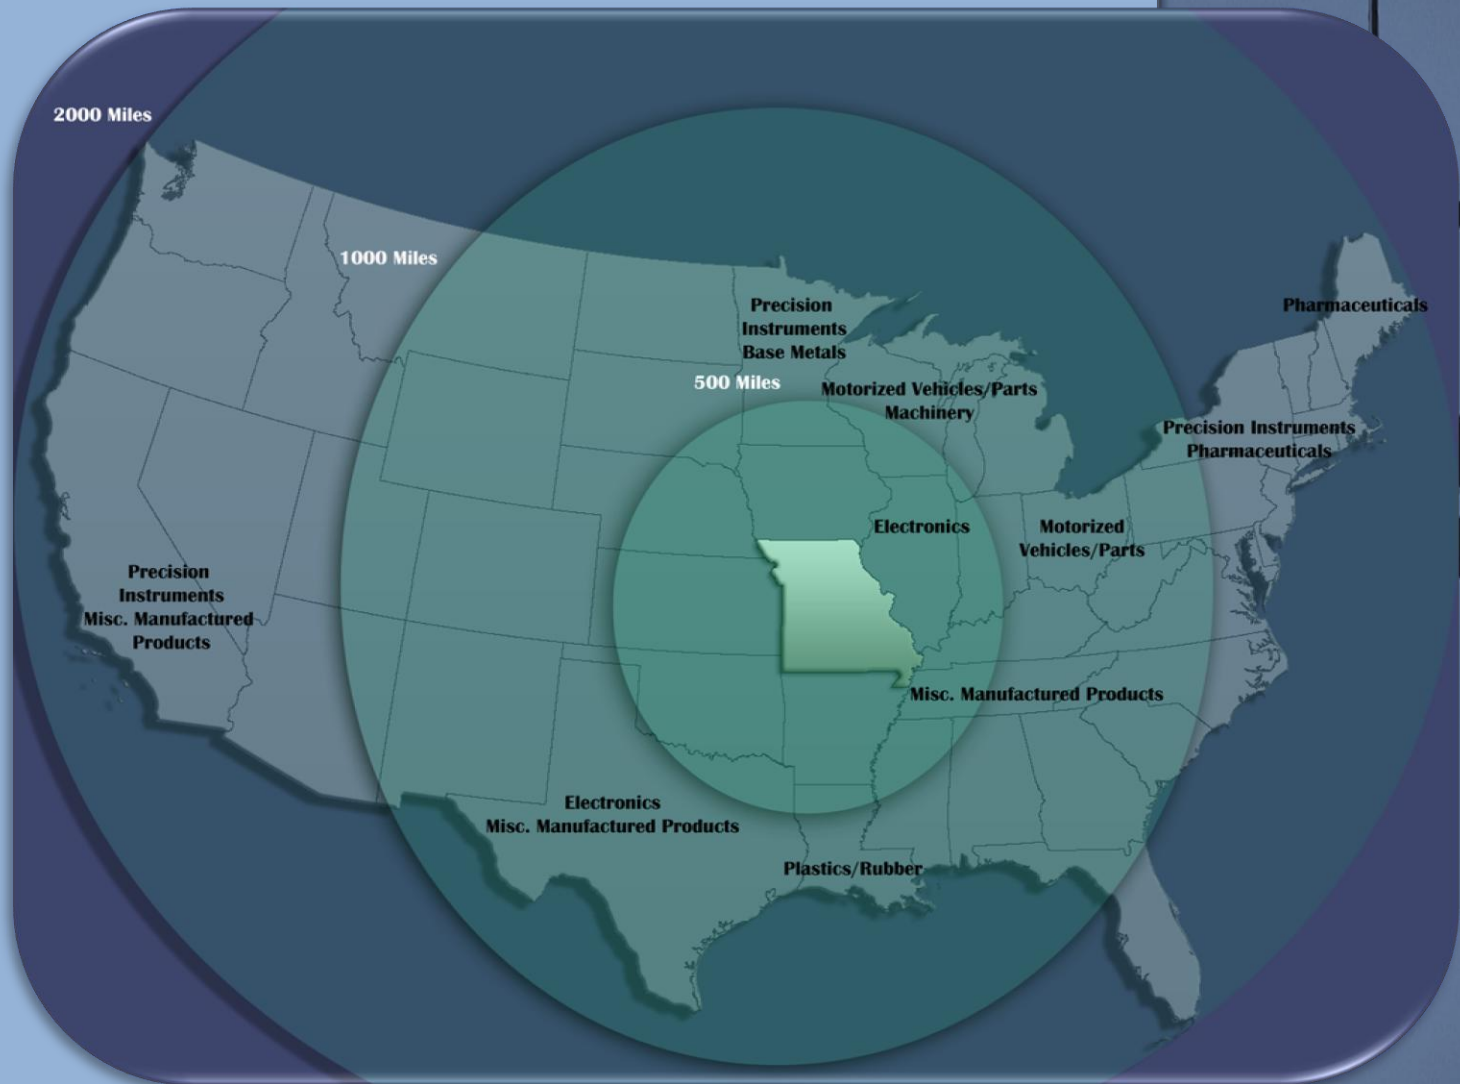 2000 Miles
1000 Miles
Precision
Instruments
Base Metals
Pharmaceuticals
500 Miles
Motorized Vehicles/Parts
Machinery
Precision Instruments
Pharmaceuticals
Electronics
Motorized
Vehicles/Parts
Precision
Instruments
Misc. Manufactured
Products
Misc. Manufactured Products
Electronics
Misc. Manufactured Products
Plastics/Rubber